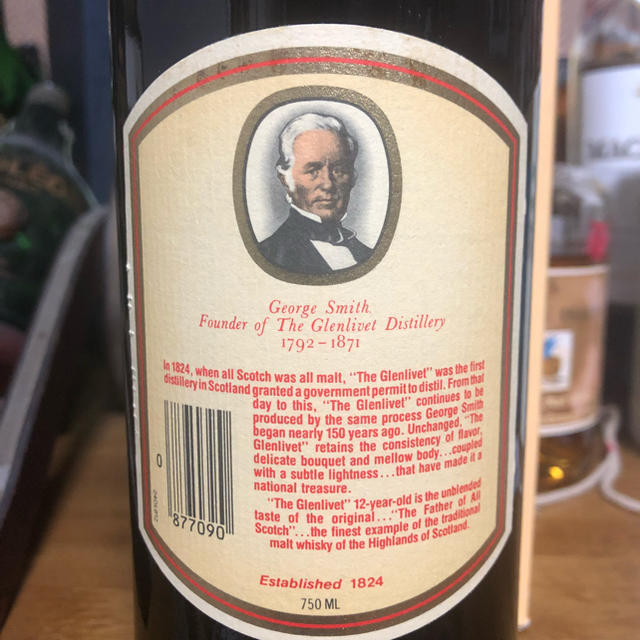 George Smith
Founder of The Glenlivet Distillery
1792-1871
In 1824, when all Scotch was all malt, "The Glenlivet" was the first
distillery in Scotland granted a government permit to distil. From that
day to this, "The Glenlivet" continues to be
produced by the same process George Smith
began nearly 150 years ago. Unchanged, "The
Glenlivet" retains the consistency of flavor,
delicate bouquet and mellow body...coupled
with a subtle lightness...that have made it a
national treasure.
"The Glenlivet" 12-year-old is the unblended
taste of the original..."The Father of All
Scotch"...the finest example of the traditional
malt whisky of the Highlands of Scotland.
0
877090
Established 1824
750 ML